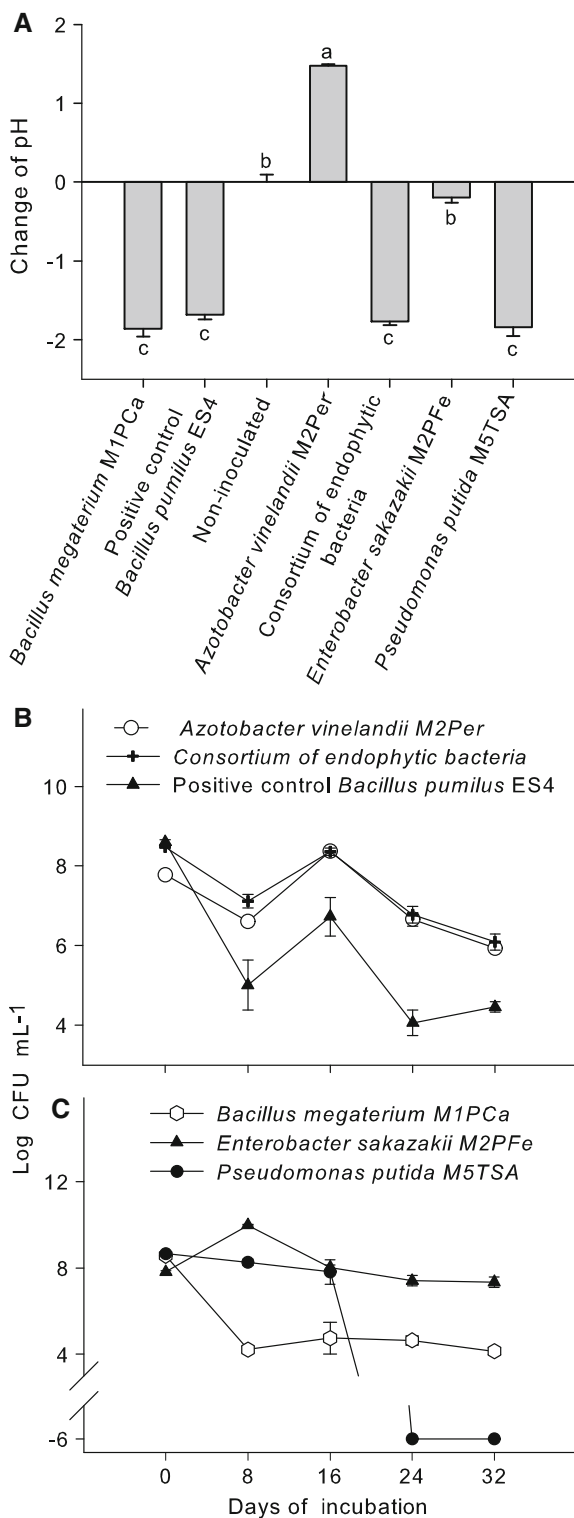 A
Change of pH
2
1
0
-1
-2
a
b
b
c
c
c
c
Bacillus megaterium M1PCa
Positive control
Bacillus pumilus ES4
Non-inoculated
Azotobacter vinelandii M2Per
Consortium of endophytic
bacteria
Enterobacter sakazakii M2PFe
Pseudomonas putida M5TSA
B
Azotobacter vinelandii M2Per
Consortium of endophytic bacteria
Positive control Bacillus pumilus ES4
10
8
6
4
Log CFU mL-1
C
Bacillus megaterium M1PCa
Enterobacter sakazakii M2PFe
Pseudomonas putida M5TSA
12
8
4
-6
0 8 16 24 32
Days of incubation